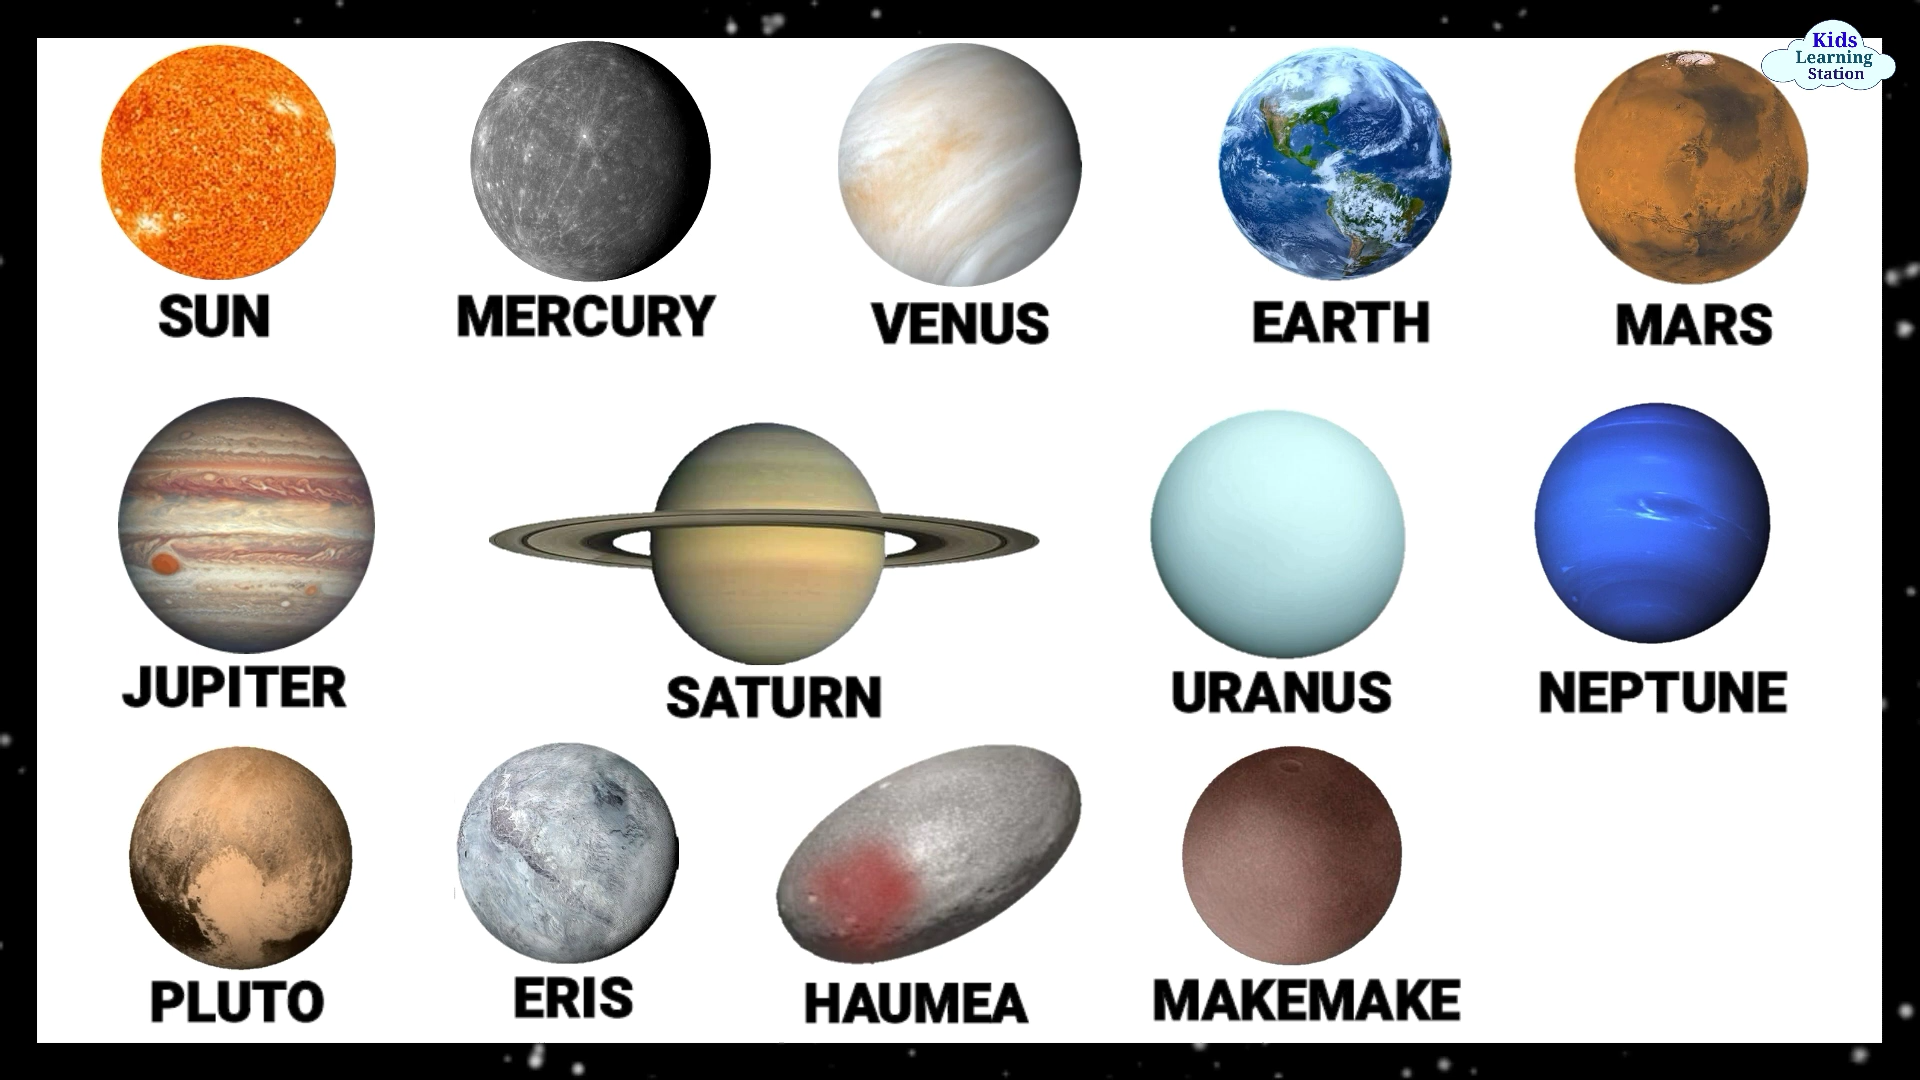 Kids
Learning
Station
SUN
MERCURY
VENUS
EARTH
MARS
JUPITER
SATURN
URANUS
NEPTUNE
PLUTO
ERIS
HAUMEA
MAKEMAKE